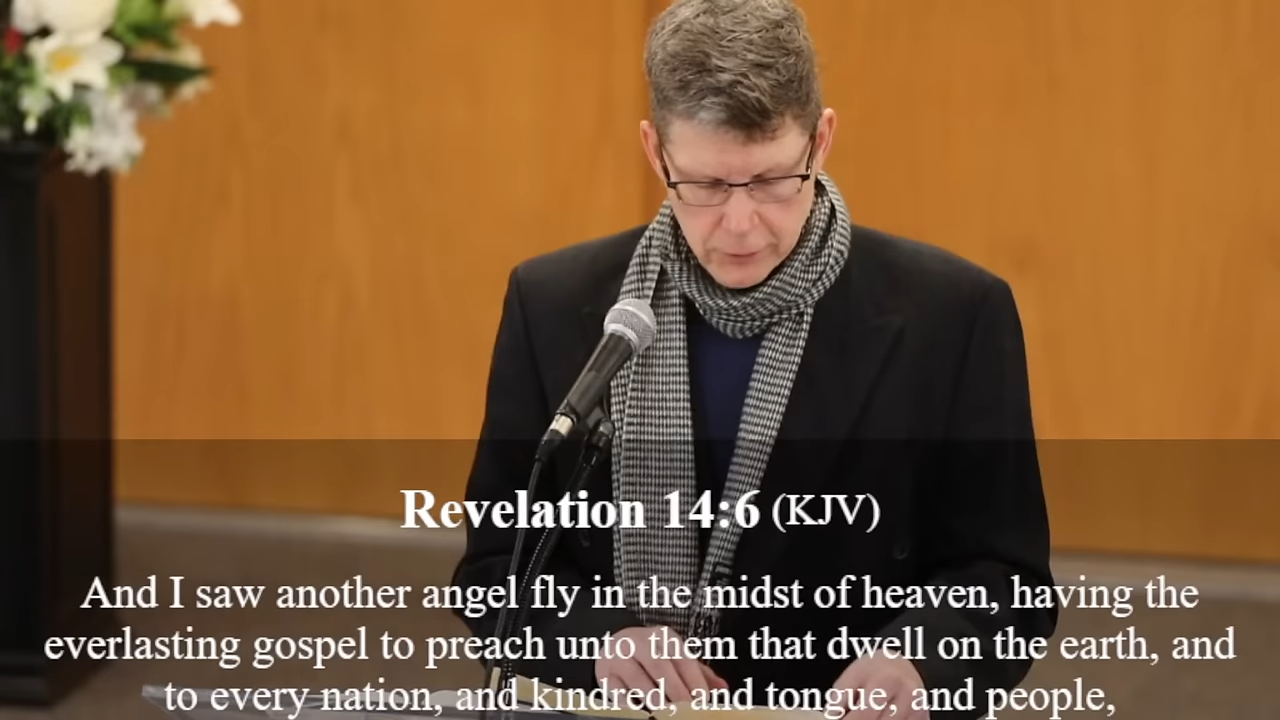 Revelation 14:6 (KJV)
And I saw another angel fly in the midst of heaven, having the
everlasting gospel to preach unto them that dwell on the earth, and
to every nation, and kindred, and tongue, and people,